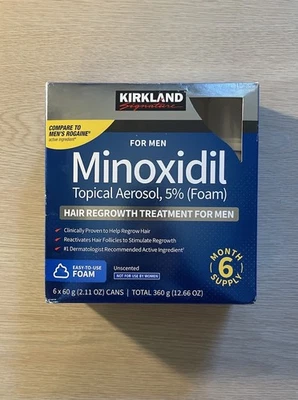 KIRKLAND
Signature
COMPARE TO
MEN'S ROGAINE®
active ingredient*
FOR MEN
Minoxidil
Topical Aerosol, 5% (Foam)
HAIR REGROWTH TREATMENT FOR MEN
Clinically Proven to Help Regrow Hair
Reactivates Hair Follicles to Stimulate Regrowth
#1 Dermatologist Recommended Active Ingredient*
EASY-TO-USE
FOAM
Unscented
NOT FOR USE BY WOMEN
MONTH
6
SUPPLY
6 x 60 g (2.11 OZ) CANS | TOTAL 360 g (12.66 OZ)